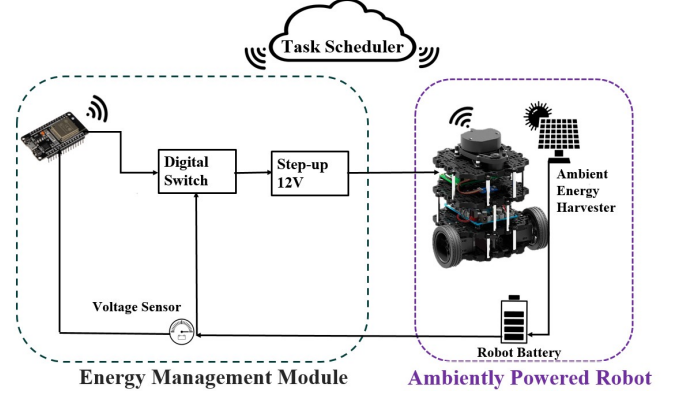 Task Scheduler
Digital
Switch
Step-up
12V
Ambient
Energy
Harvester
Voltage Sensor
Robot Battery
Energy Management Module
Ambiently Powered Robot